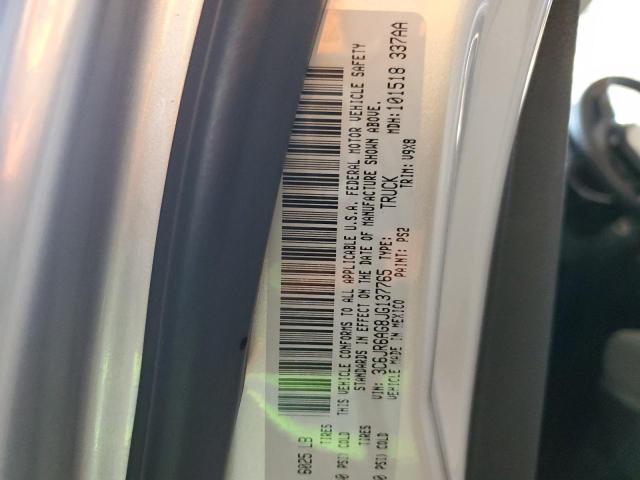 6025 LB
TIRES
0 PSI/ COLD
THIS VEHICLE CONFORMS TO ALL APPLICABLE U.S.A. FEDERAL MOTOR VEHICLE SAFETY
STANDARDS IN EFFECT ON THE DATE OF MANUFACTURE SHOWN ABOVE.
TIRES
0 PSI/ COLD
VIN: 3C6JR6AG8JG137765 TYPE: TRUCK MDH:101518 337AA
VEHICLE MADE IN MEXICO PAINT: PS2 TRIM: V9X8